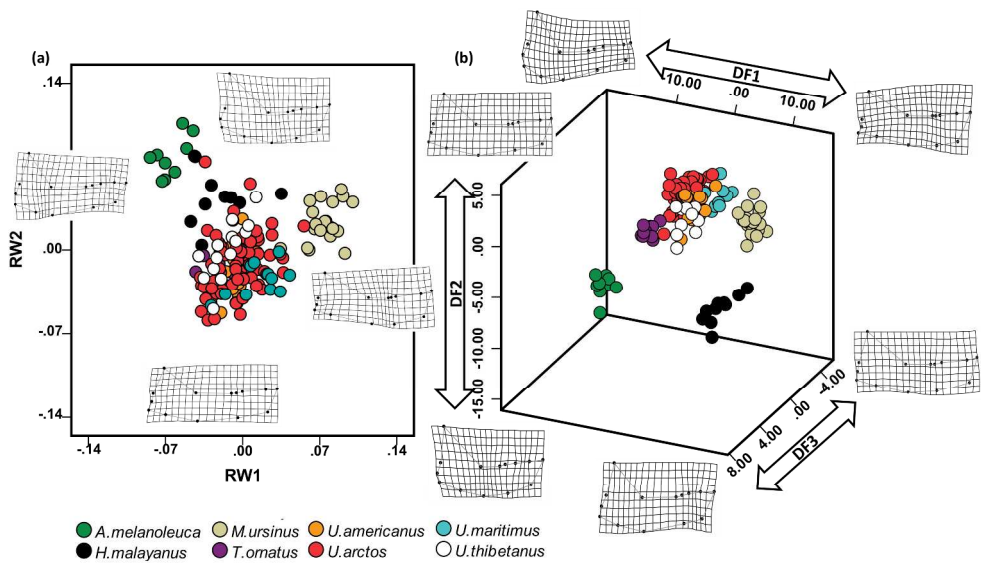 (a)
.14
.00
-.07
-.14
RW2
-.14
-.07
.00
.07
.14
RW1
(b)
DF1
10.00
.00
10.00
DF2
5.00
.00
-5.00
-10.00
-15.00
DF3
-4.00
.00
4.00
8.00
A.melanoleuca
M.ursinus
U.americanus
U.maritimus
H.malayanus
T.ornatus
U.arctos
U.thibetanus